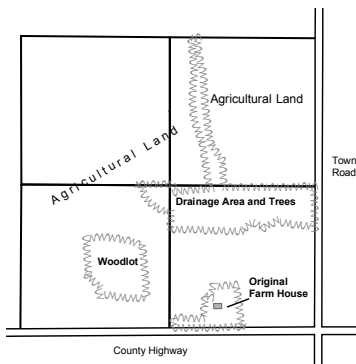 Agricultural Land
Agricultural Land
Town
Road
Drainage Area and Trees
Woodlot
Original
Farm House
County Highway